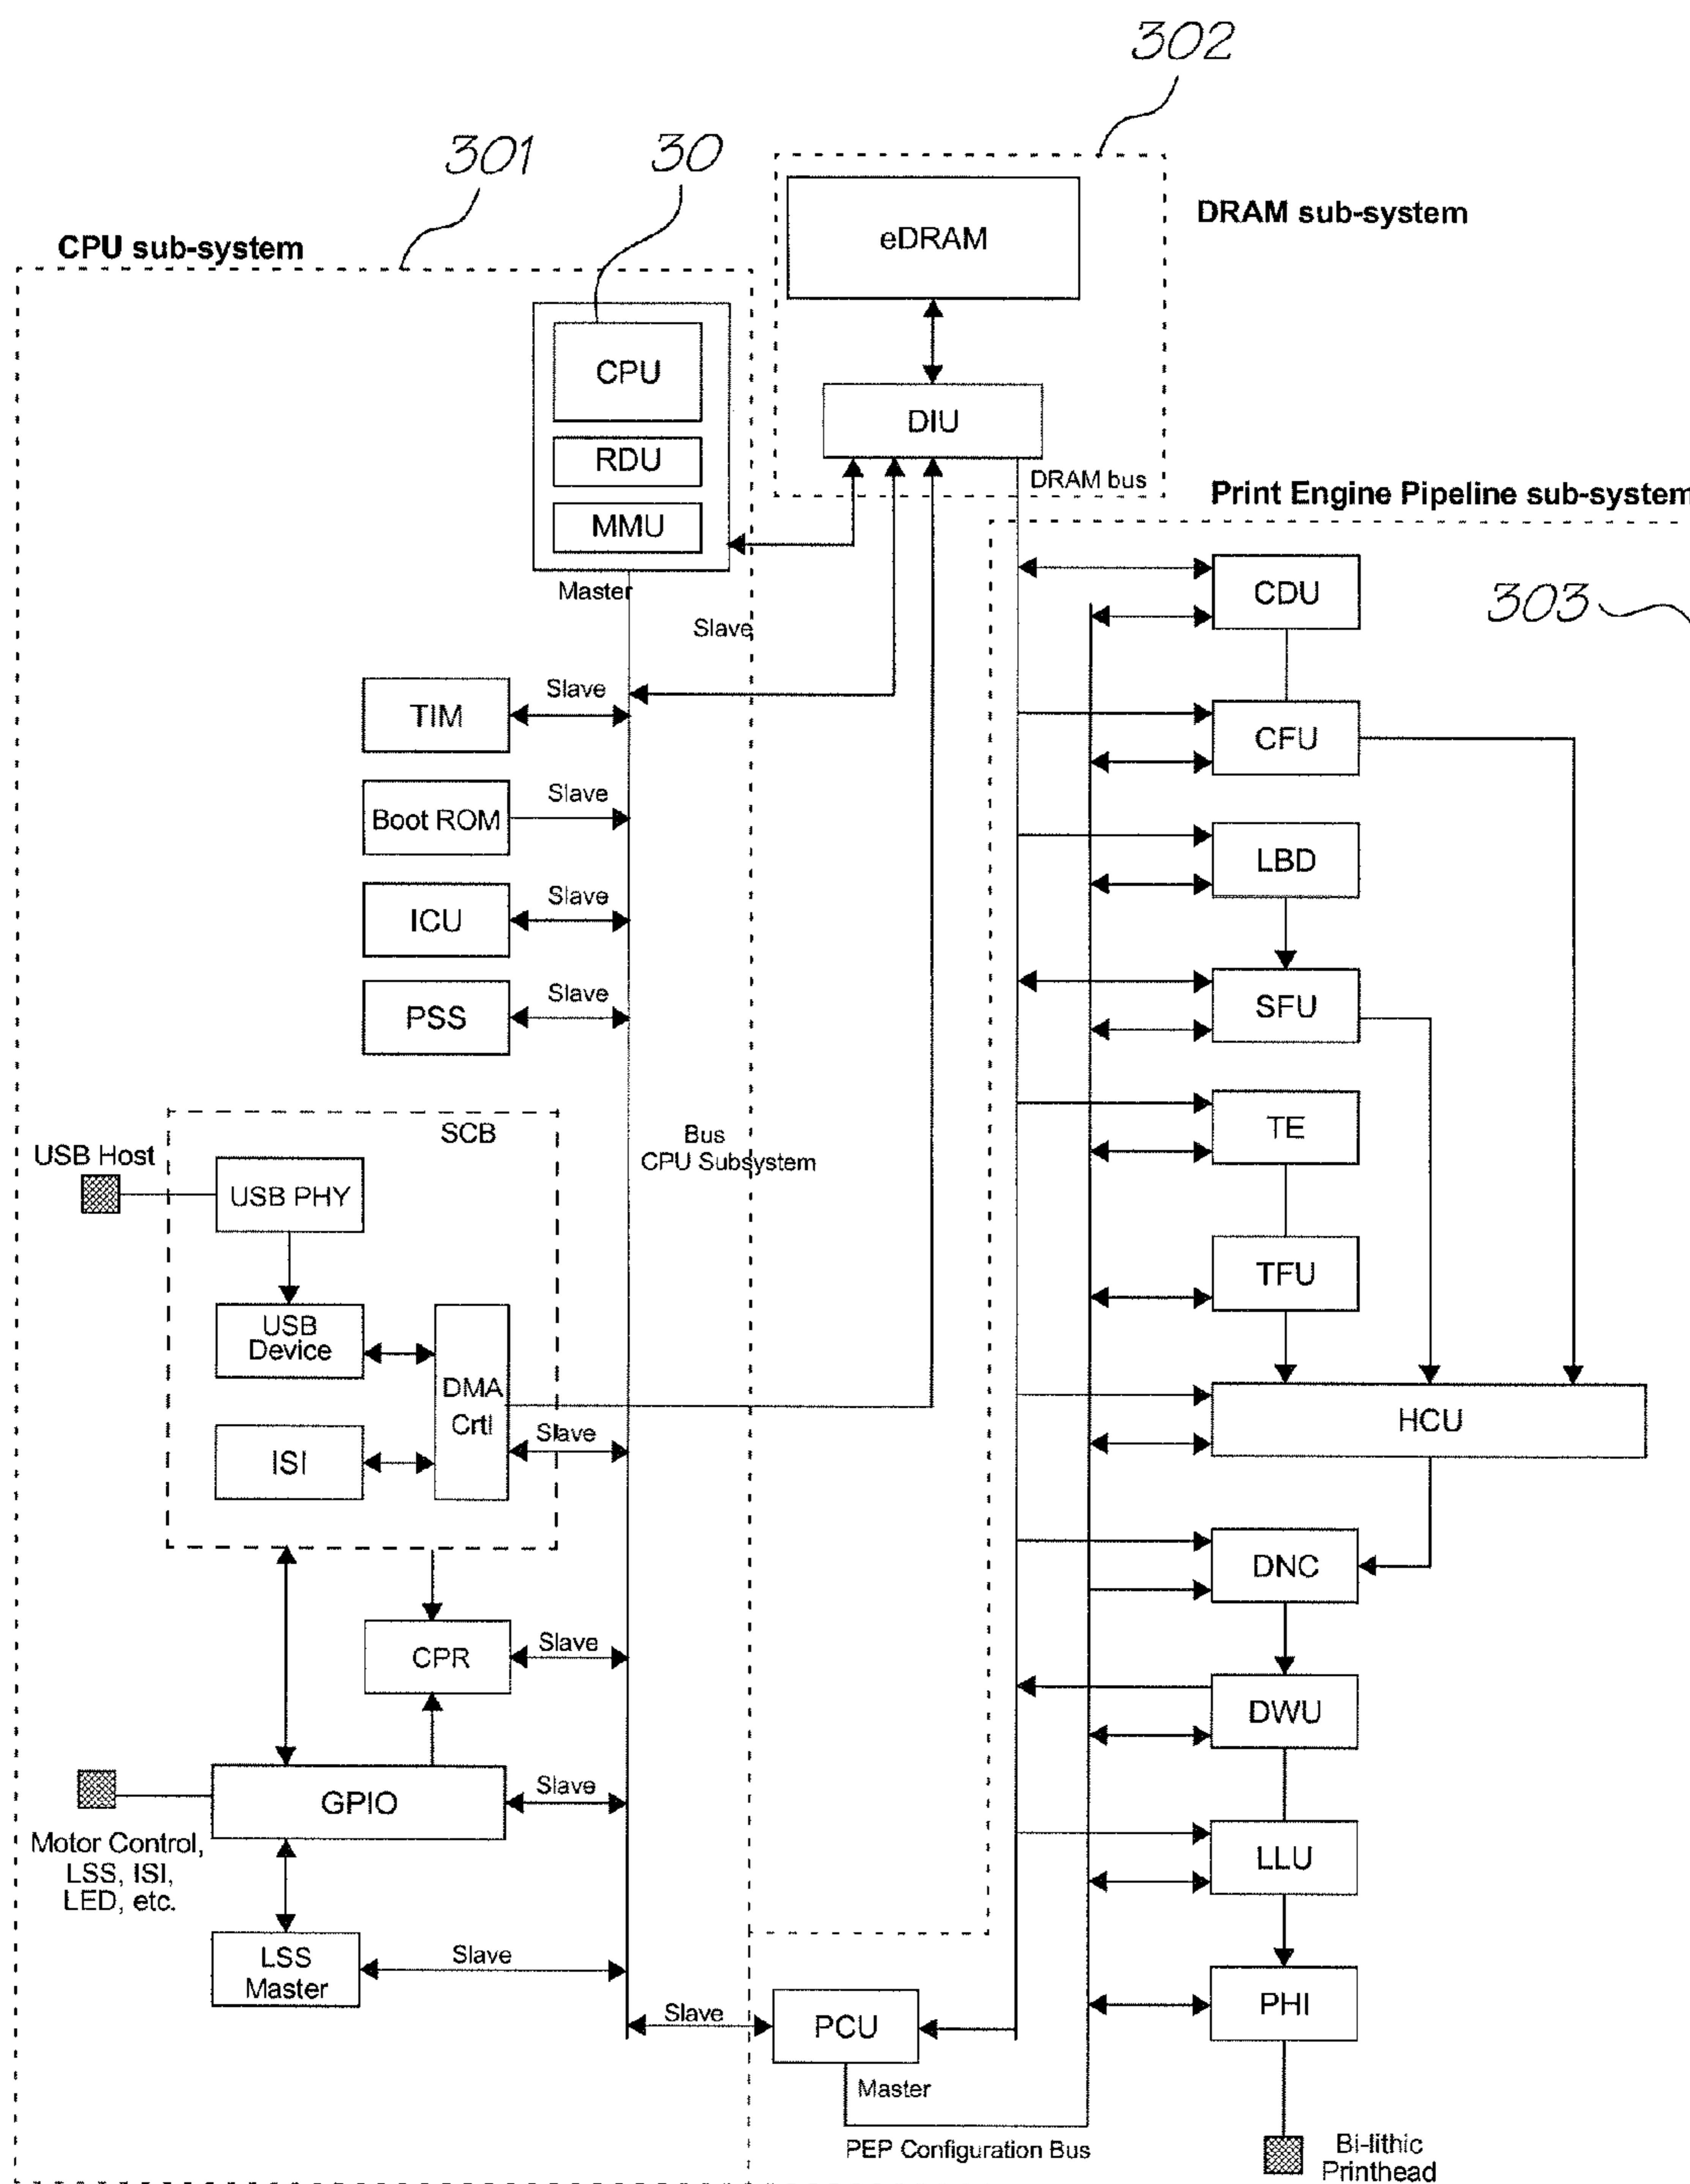 302
301
30
DRAM sub-system
CPU sub-system
eDRAM
CPU
DIU
RDU
DRAM bus
Print Engine Pipeline sub-system
MMU
Master
CDU
303
Slave
TIM
Slave
CFU
Boot ROM
Slave
LBD
ICU
Slave
PSS
Slave
SFU
SCB
Bus
CPU Subsystem
TE
USB Host
USB PHY
TFU
USB
Device
DMA
Crtl
Slave
HCU
ISI
DNC
CPR
Slave
DWU
GPIO
Slave
Motor Control,
LSS, ISI,
LED, etc.
LLU
LSS
Master
Slave
PHI
Slave
PCU
Master
PEP Configuration Bus
Bi-lithic
Printhead